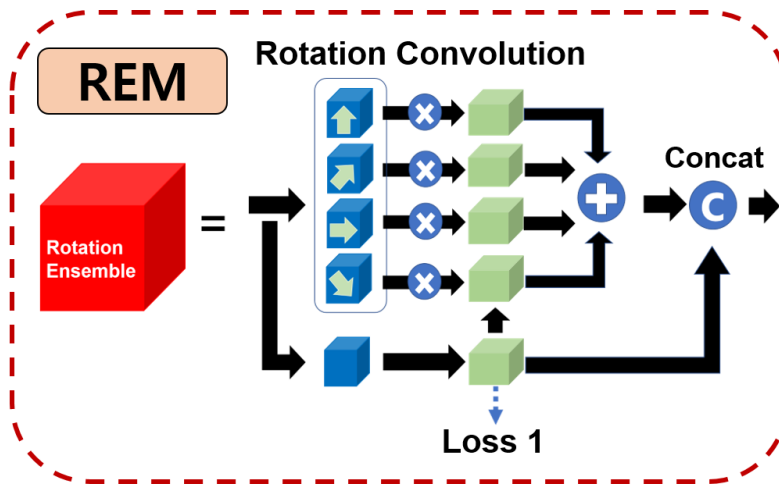 REM
Rotation Convolution
Rotation
Ensemble
=
Concat
C
Loss 1